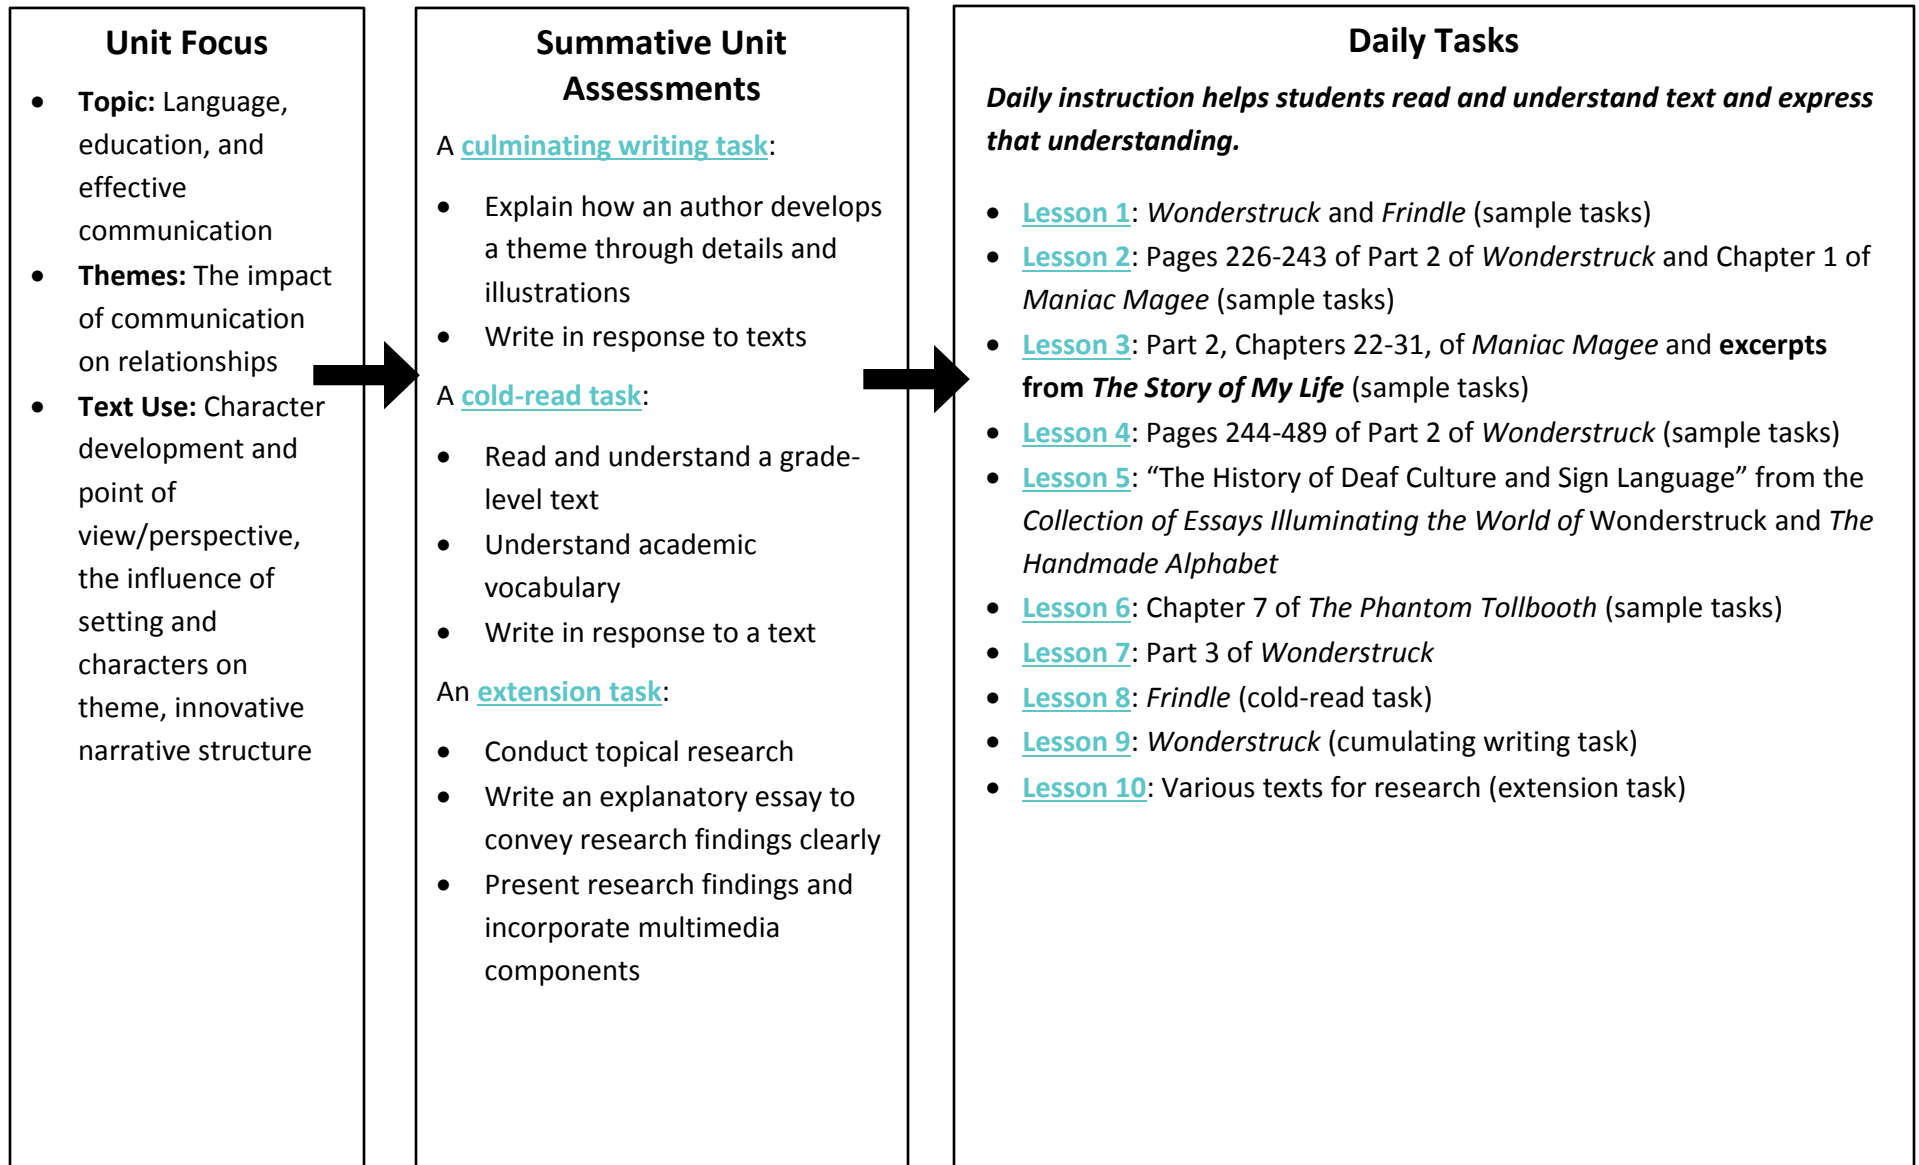 Unit Focus
• Topic: Language,
education, and
effective
communication
• Themes: The impact
of communication
on relationships
• Text Use: Character
development and
point of
view/perspective,
the influence of
setting and
characters on
theme, innovative
narrative structure
Summative Unit
Assessments
A culminating writing task:
• Explain how an author develops
a theme through details and
illustrations
• Write in response to texts
A cold-read task:
• Read and understand a grade-
level text
• Understand academic
vocabulary
• Write in response to a text
An extension task:
• Conduct topical research
• Write an explanatory essay to
convey research findings clearly
• Present research findings and
incorporate multimedia
components
Daily Tasks
Daily instruction helps students read and understand text and express
that understanding.
• Lesson 1: Wonderstruck and Frindle (sample tasks)
• Lesson 2: Pages 226-243 of Part 2 of Wonderstruck and Chapter 1 of
Maniac Magee (sample tasks)
• Lesson 3: Part 2, Chapters 22-31, of Maniac Magee and excerpts
from The Story of My Life (sample tasks)
• Lesson 4: Pages 244-489 of Part 2 of Wonderstruck (sample tasks)
• Lesson 5: “The History of Deaf Culture and Sign Language” from the
Collection of Essays Illuminating the World of Wonderstruck and The
Handmade Alphabet
• Lesson 6: Chapter 7 of The Phantom Tollbooth (sample tasks)
• Lesson 7: Part 3 of Wonderstruck
• Lesson 8: Frindle (cold-read task)
• Lesson 9: Wonderstruck (cumulating writing task)
• Lesson 10: Various texts for research (extension task)